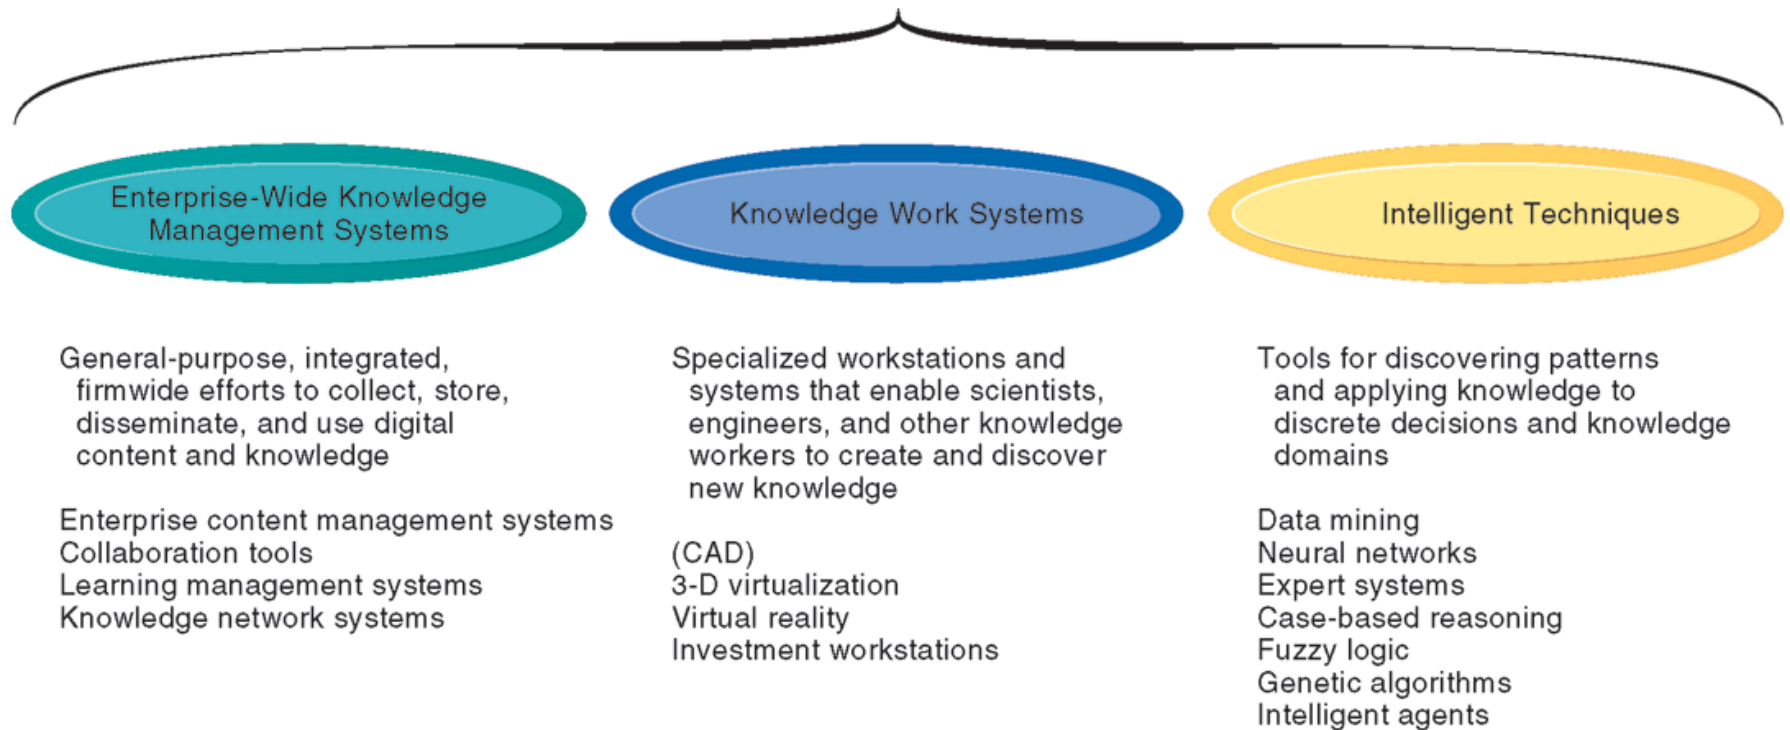 Enterprise-Wide Knowledge
Management Systems
General-purpose, integrated,
firmwide efforts to collect, store,
disseminate, and use digital
content and knowledge
Enterprise content management systems
Collaboration tools
Learning management systems
Knowledge network systems
Knowledge Work Systems
Specialized workstations and
systems that enable scientists,
engineers, and other knowledge
workers to create and discover
new knowledge
(CAD)
3-D virtualization
Virtual reality
Investment workstations
Intelligent Techniques
Tools for discovering patterns
and applying knowledge to
discrete decisions and knowledge
domains
Data mining
Neural networks
Expert systems
Case-based reasoning
Fuzzy logic
Genetic algorithms
Intelligent agents